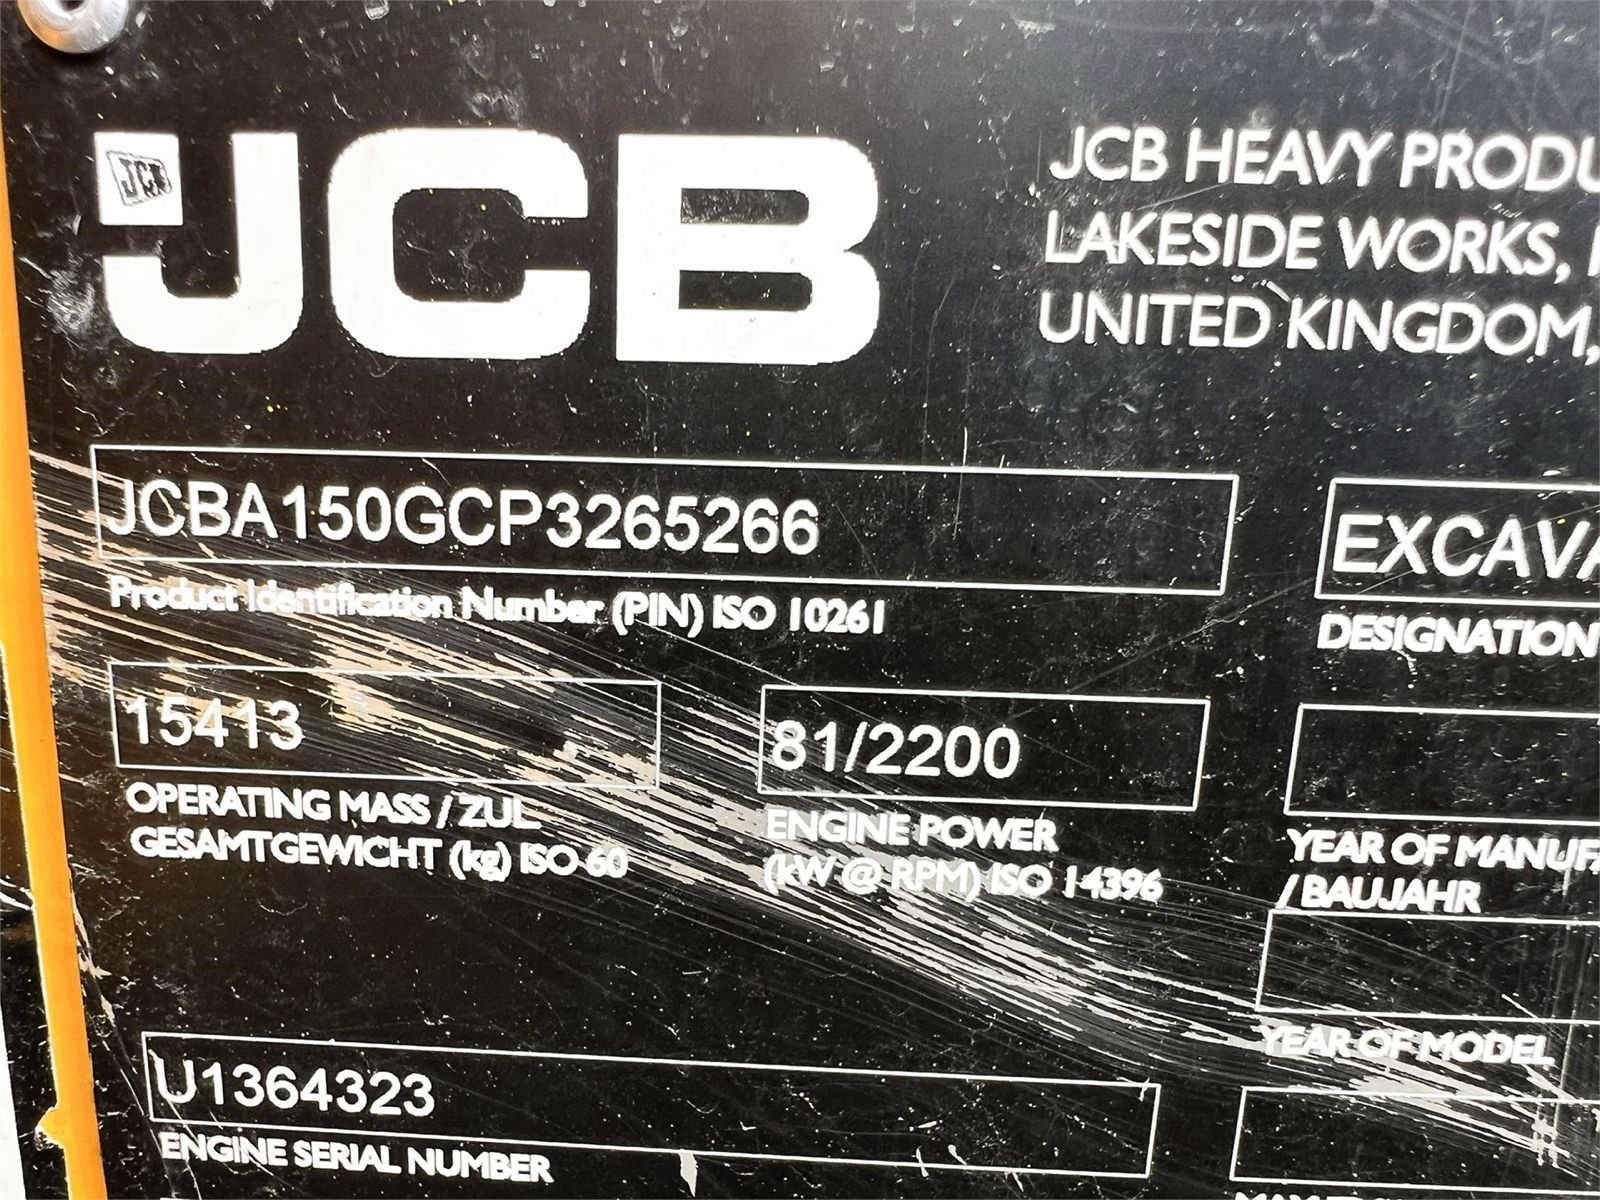 JCB
JCB
JCB HEAVY PRODU
LAKESIDE WORKS,
UNITED KINGDOM,
JCBA150GCP3265266
Product Identification Number (PIN) ISO 10261
EXCAVA
DESIGNATION
15413
OPERATING MASS / ZUL
GESAMTGEWICHT (kg) ISO 60
81/2200
ENGINE POWER
(kW @ RPM) ISO 14396
YEAR OF MANUFA
/ BAUJAHR
YEAR OF MODEL
U1364323
ENGINE SERIAL NUMBER